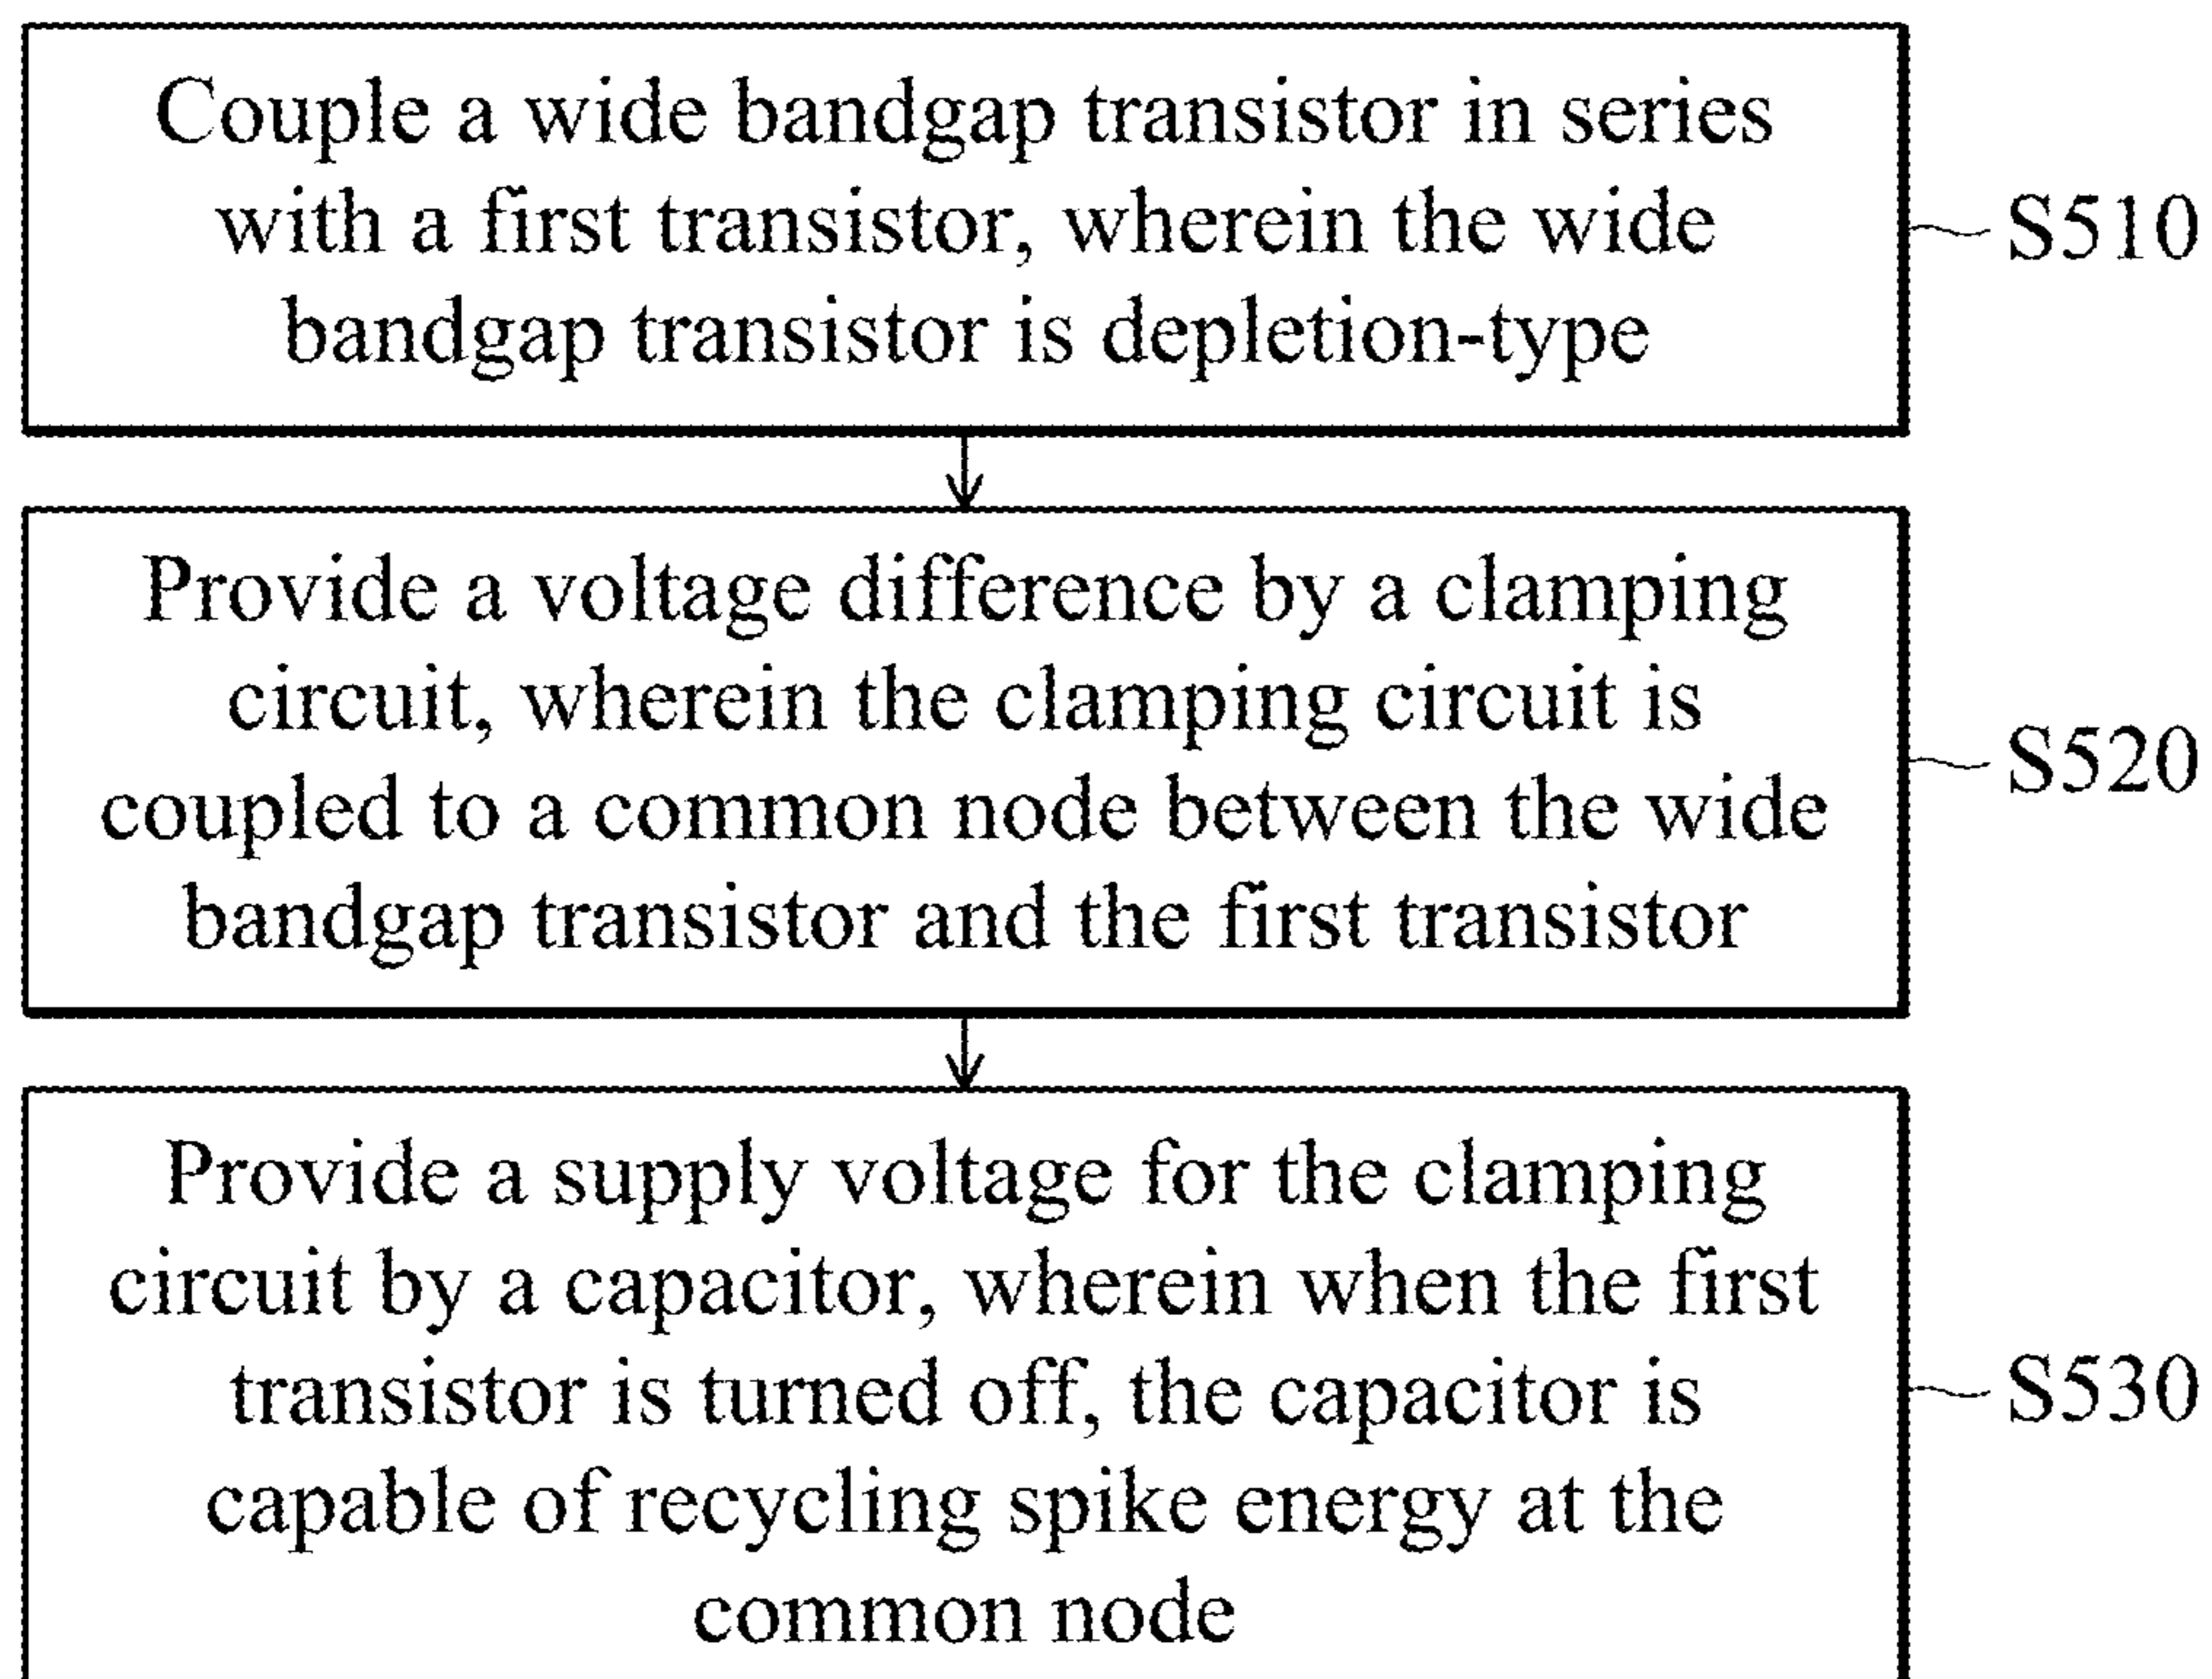 Couple a wide bandgap transistor in series
with a first transistor, wherein the wide
bandgap transistor is depletion-type
S510
Provide a voltage difference by a clamping
circuit, wherein the clamping circuit is
coupled to a common node between the wide
bandgap transistor and the first transistor
S520
Provide a supply voltage for the clamping
circuit by a capacitor, wherein when the first
transistor is turned off, the capacitor is
capable of recycling spike energy at the
common node
S530